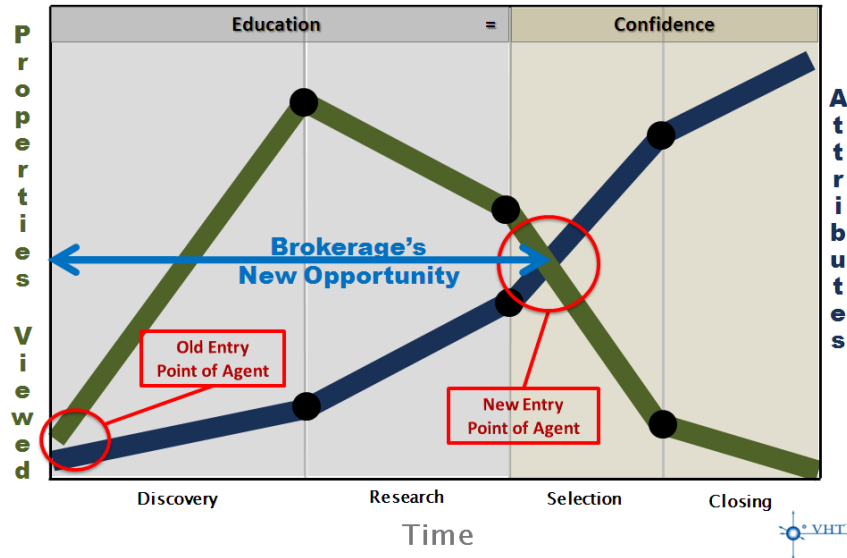 Education = Confidence
Properties Viewed
Attributes
Brokerage's
New Opportunity
Old Entry
Point of Agent
New Entry
Point of Agent
Discovery Research Selection Closing
Time
VHT